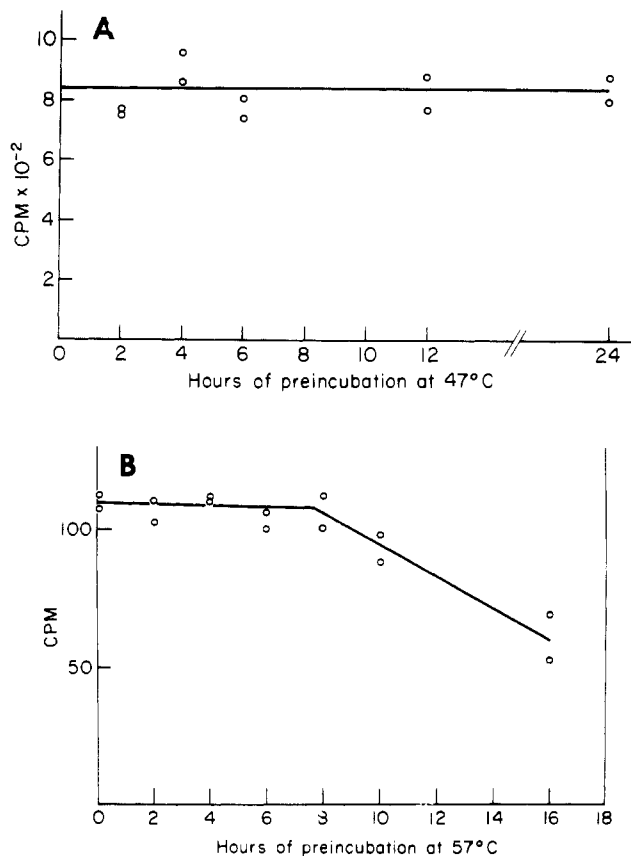 A
10
8
6
4
2
CPM x 10-2
0 2 4 6 8 10 12 24
Hours of preincubation at 47°C
B
100
50
CPM
0 2 4 6 8 10 12 14 16 18
Hours of preincubation at 57°C